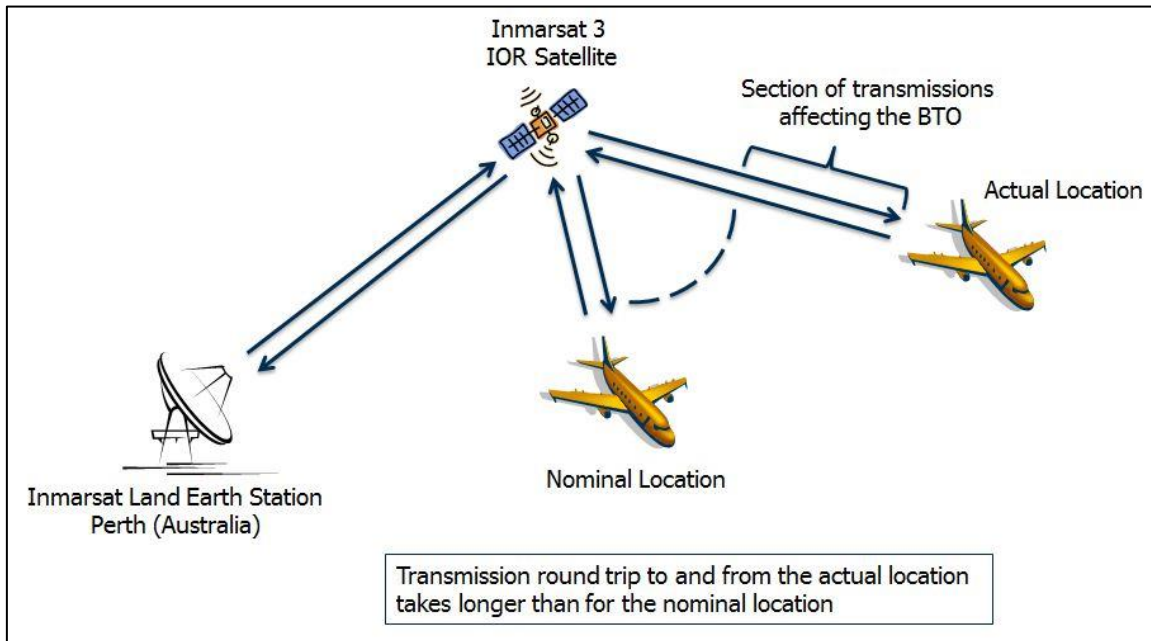 Inmarsat 3
IOR Satellite
Section of transmissions
affecting the BTO
Actual Location
Nominal Location
Inmarsat Land Earth Station
Perth (Australia)
Transmission round trip to and from the actual location
takes longer than for the nominal location